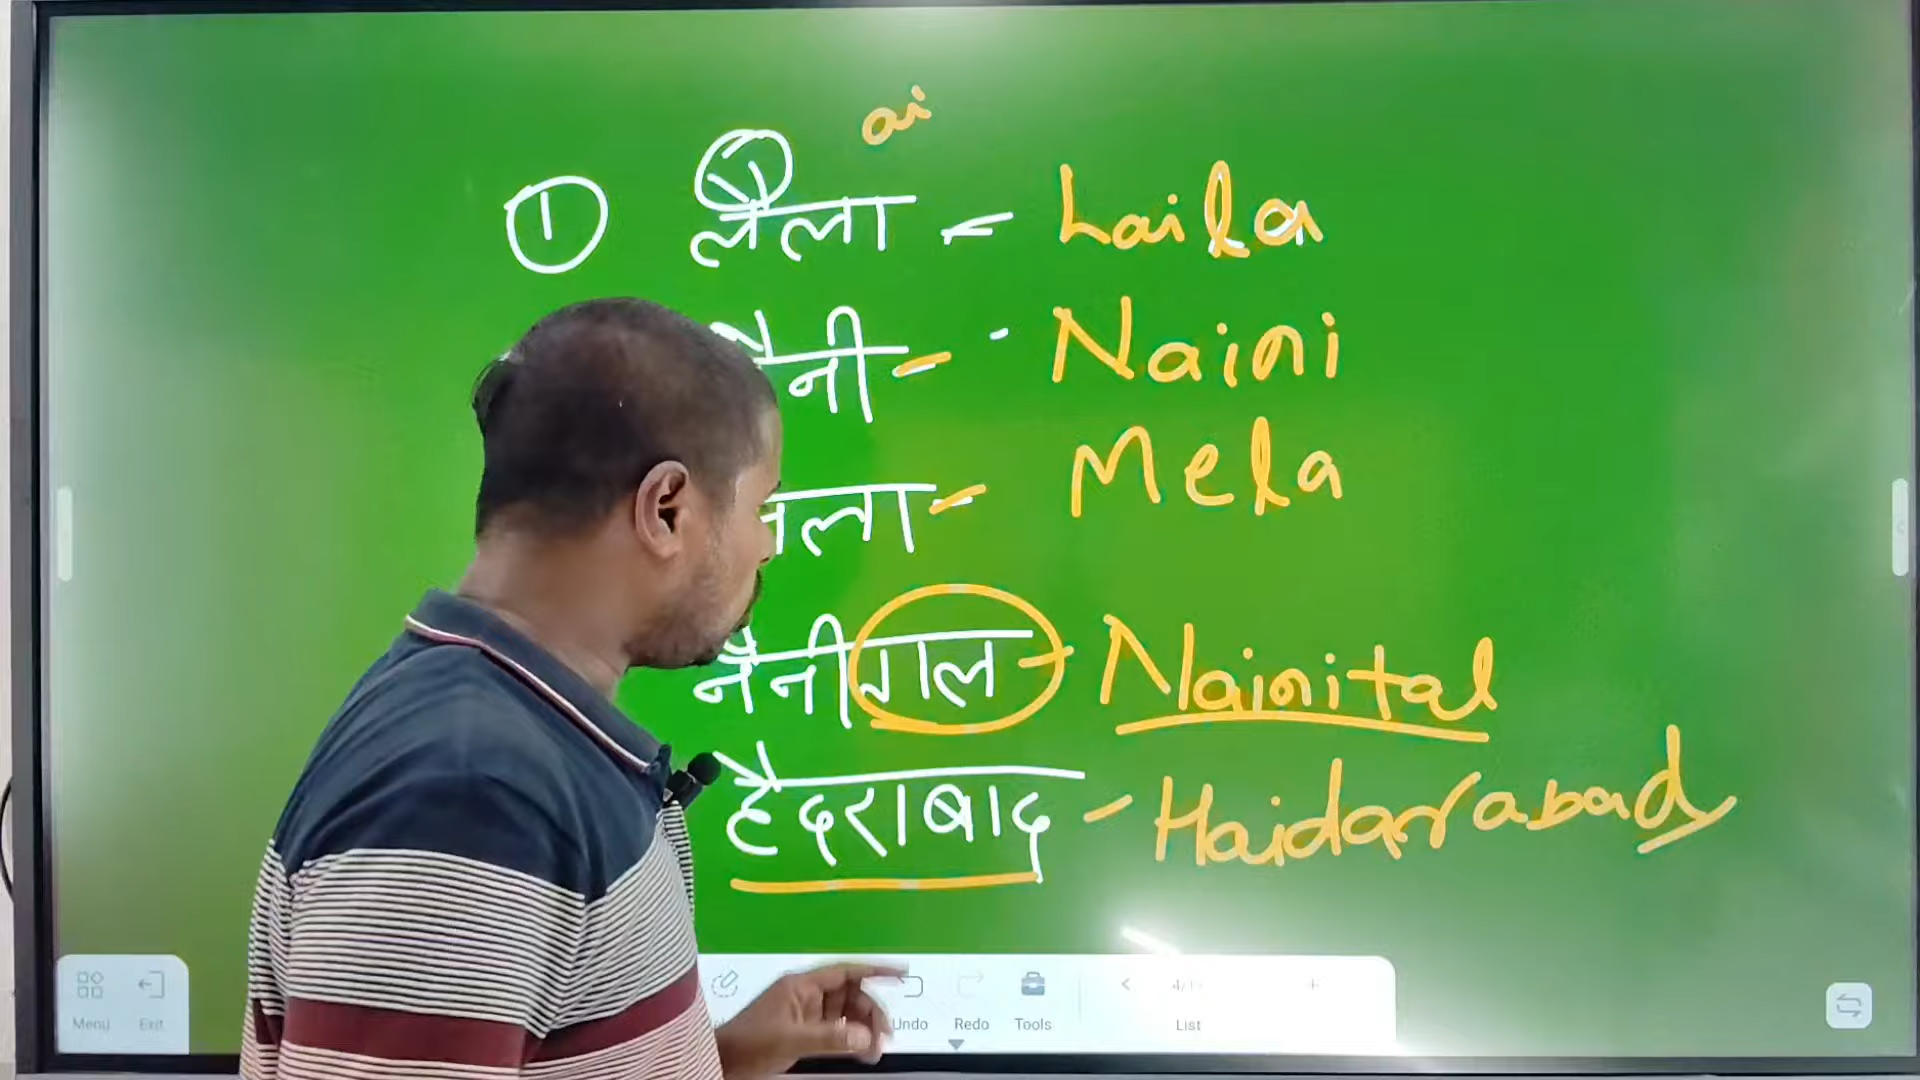 ai
① लैला = Laila
नी - Naini
ला - Mela
नैनीताल - Nainital
हैदराबाद - Haidarabad
Menu Exit Undo Redo Tools List